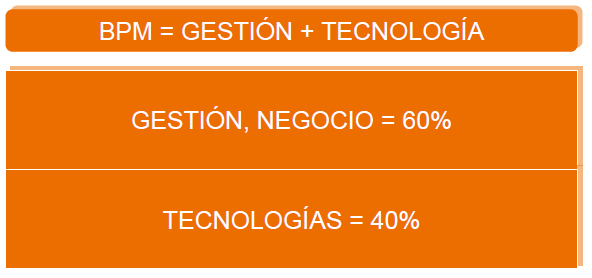 BPM = GESTIÓN + TECNOLOGÍA
GESTIÓN, NEGOCIO = 60%
TECNOLOGÍAS = 40%